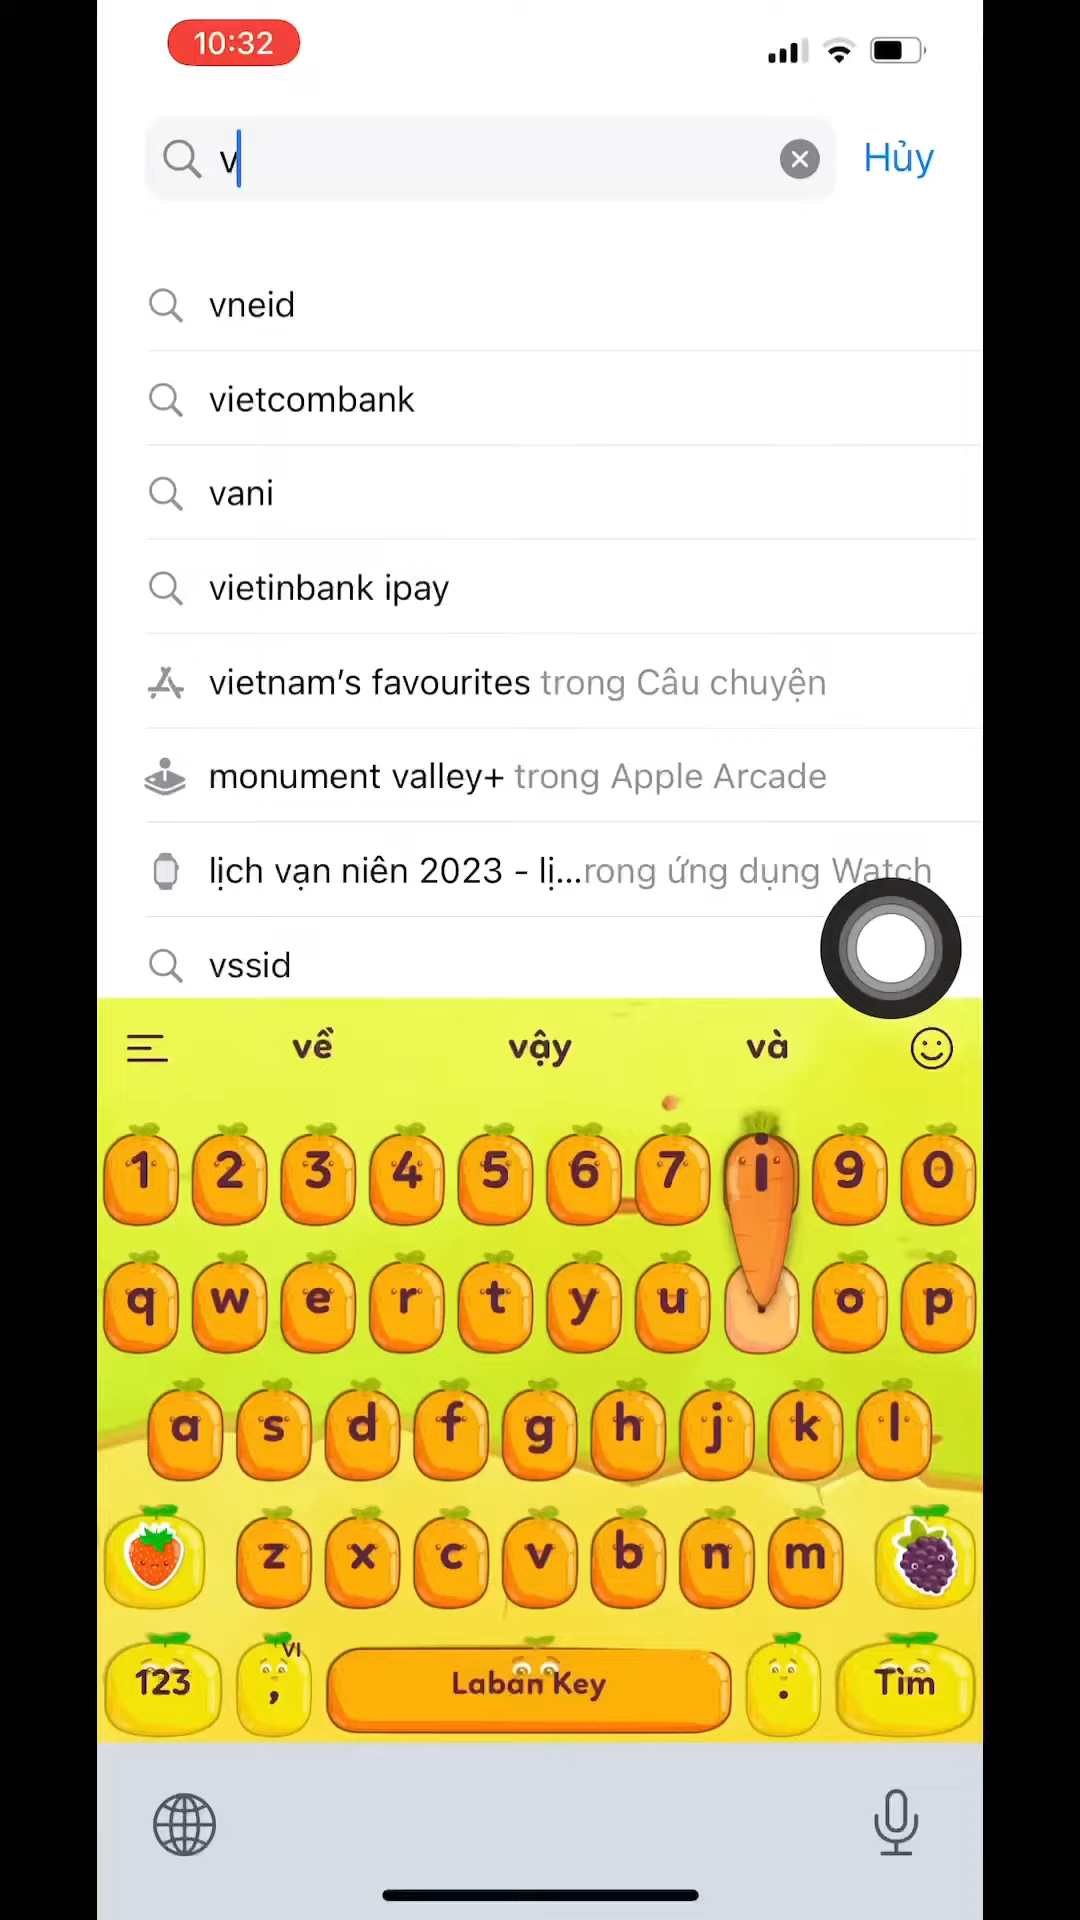 10:32
v
Hủy
vneid
vietcombank
vani
vietinbank ipay
vietnam's favourites trong Câu chuyện
monument valley+ trong Apple Arcade
lịch vạn niên 2023 - lị...rong ứng dụng Watch
vssid
về vậy và
1 2 3 4 5 6 7 i 9 0
q w e r t y u o p
a s d f g h j k l
z x c v b n m
123 , VI Laban Key . Tìm